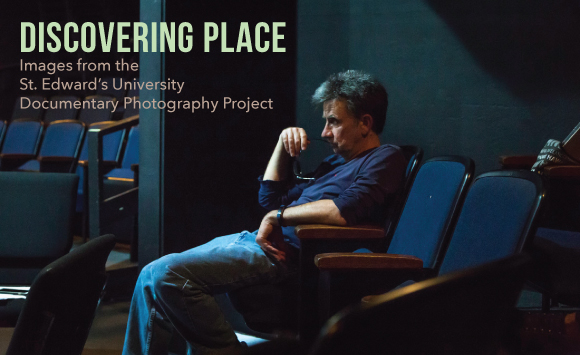 DISCOVERING PLACE
Images from the
St. Edward's University
Documentary Photography Project